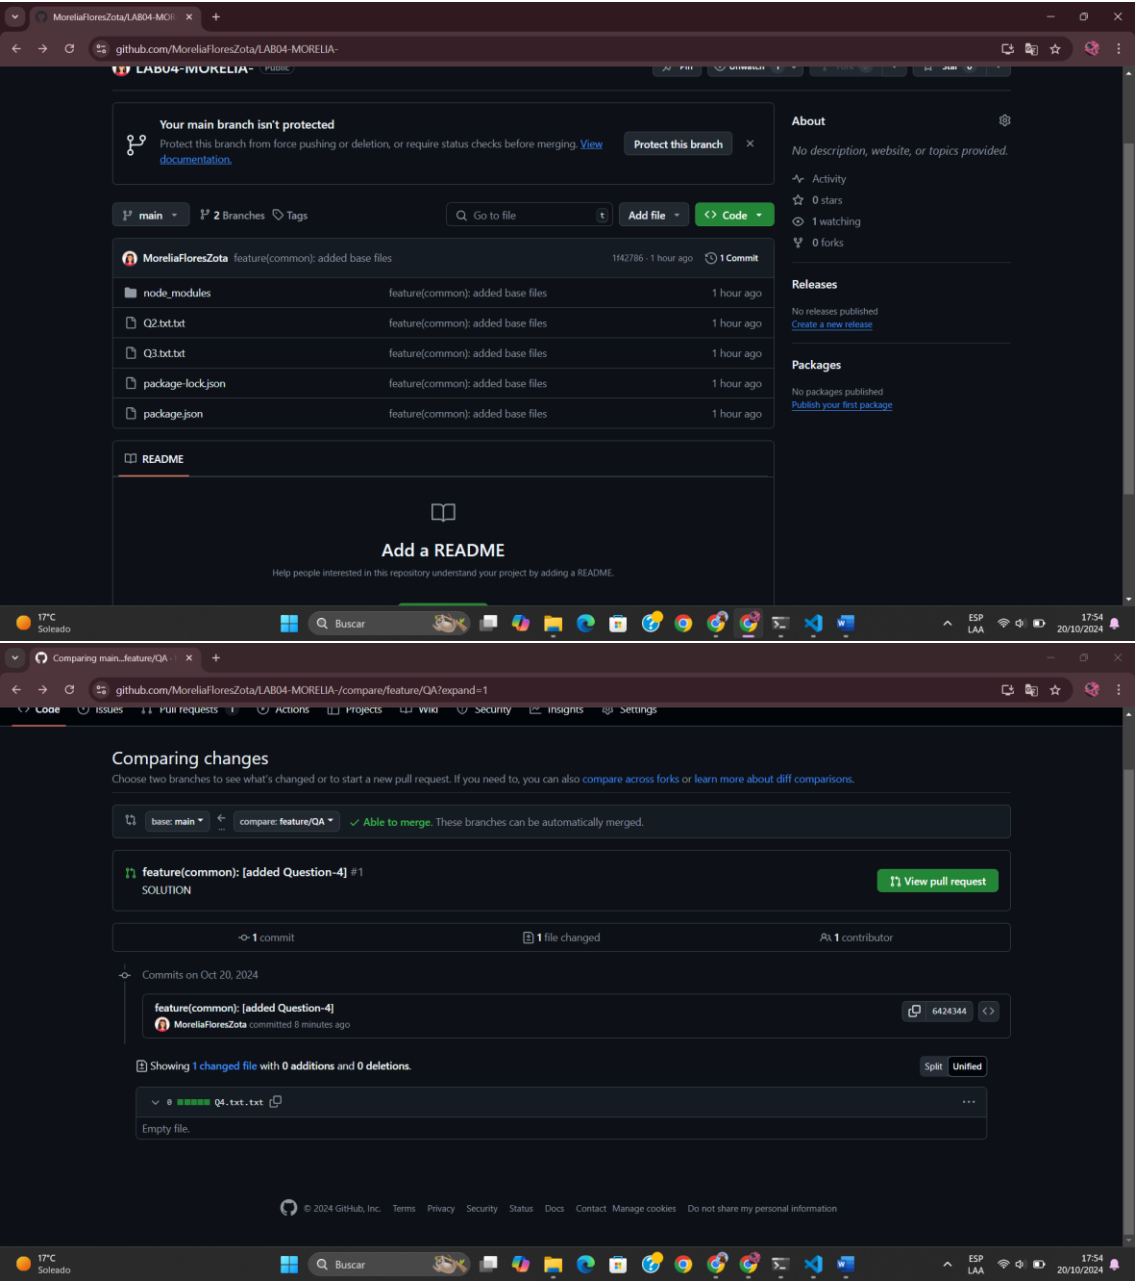 MoreliaFloresZota/LAB04-MOR
github.com/MoreliaFloresZota/LAB04-MORELIA-
LAB04-MORELIA- Public Pin Unwatch 1 Star 0
Your main branch isn't protected
Protect this branch from force pushing or deletion, or require status checks before merging. View
documentation.
Protect this branch
main 2 Branches Tags Go to file t Add file Code
MoreliaFloresZota feature(common): added base files 1f42786 · 1 hour ago 1 Commit
node_modules feature(common): added base files 1 hour ago
Q2.txt.txt feature(common): added base files 1 hour ago
Q3.txt.txt feature(common): added base files 1 hour ago
package-lock.json feature(common): added base files 1 hour ago
package.json feature(common): added base files 1 hour ago
README
Add a README
Help people interested in this repository understand your project by adding a README.
About
No description, website, or topics provided.
Activity
0 stars
1 watching
0 forks
Releases
No releases published
Create a new release
Packages
No packages published
Publish your first package
17°C
Soleado
Buscar
ESP
LAA
17:54
20/10/2024
Comparing main...feature/QA ·
github.com/MoreliaFloresZota/LAB04-MORELIA-/compare/feature/QA?expand=1
Code Issues Pull requests 1 Actions Projects Wiki Security Insights Settings
Comparing changes
Choose two branches to see what's changed or to start a new pull request. If you need to, you can also compare across forks or learn more about diff comparisons.
base: main ... compare: feature/QA Able to merge. These branches can be automatically merged.
feature(common): [added Question-4] #1
SOLUTION
View pull request
1 commit 1 file changed 1 contributor
Commits on Oct 20, 2024
feature(common): [added Question-4]
MoreliaFloresZota committed 8 minutes ago
6424344
Showing 1 changed file with 0 additions and 0 deletions.
Split Unified
0 Q4.txt.txt
Empty file.
© 2024 GitHub, Inc. Terms Privacy Security Status Docs Contact Manage cookies Do not share my personal information
17°C
Soleado
Buscar
ESP
LAA
17:54
20/10/2024